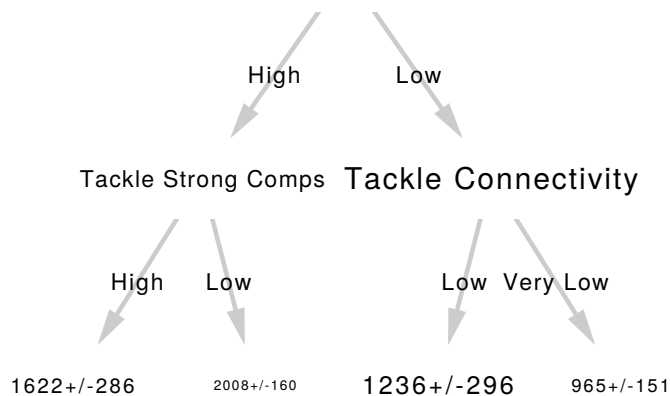 High Low
Tackle Strong Comps Tackle Connectivity
High Low Low Very Low
1622+/-286 2008+/-160 1236+/-296 965+/-151